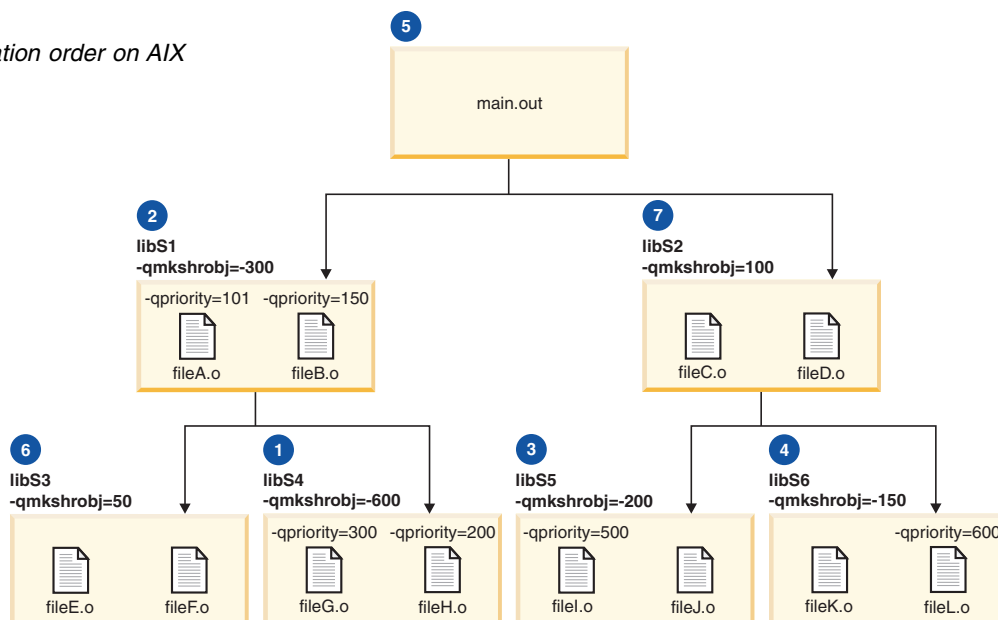 5
ation order on AIX
main.out
2
libS1
-qmkshrobj=-300
-qpriority=101 -qpriority=150
fileA.o fileB.o
7
libS2
-qmkshrobj=100
fileC.o fileD.o
6
libS3
-qmkshrobj=50
fileE.o fileF.o
1
libS4
-qmkshrobj=-600
-qpriority=300 -qpriority=200
fileG.o fileH.o
3
libS5
-qmkshrobj=-200
-qpriority=500
fileI.o fileJ.o
4
libS6
-qmkshrobj=-150
-qpriority=600
fileK.o fileL.o